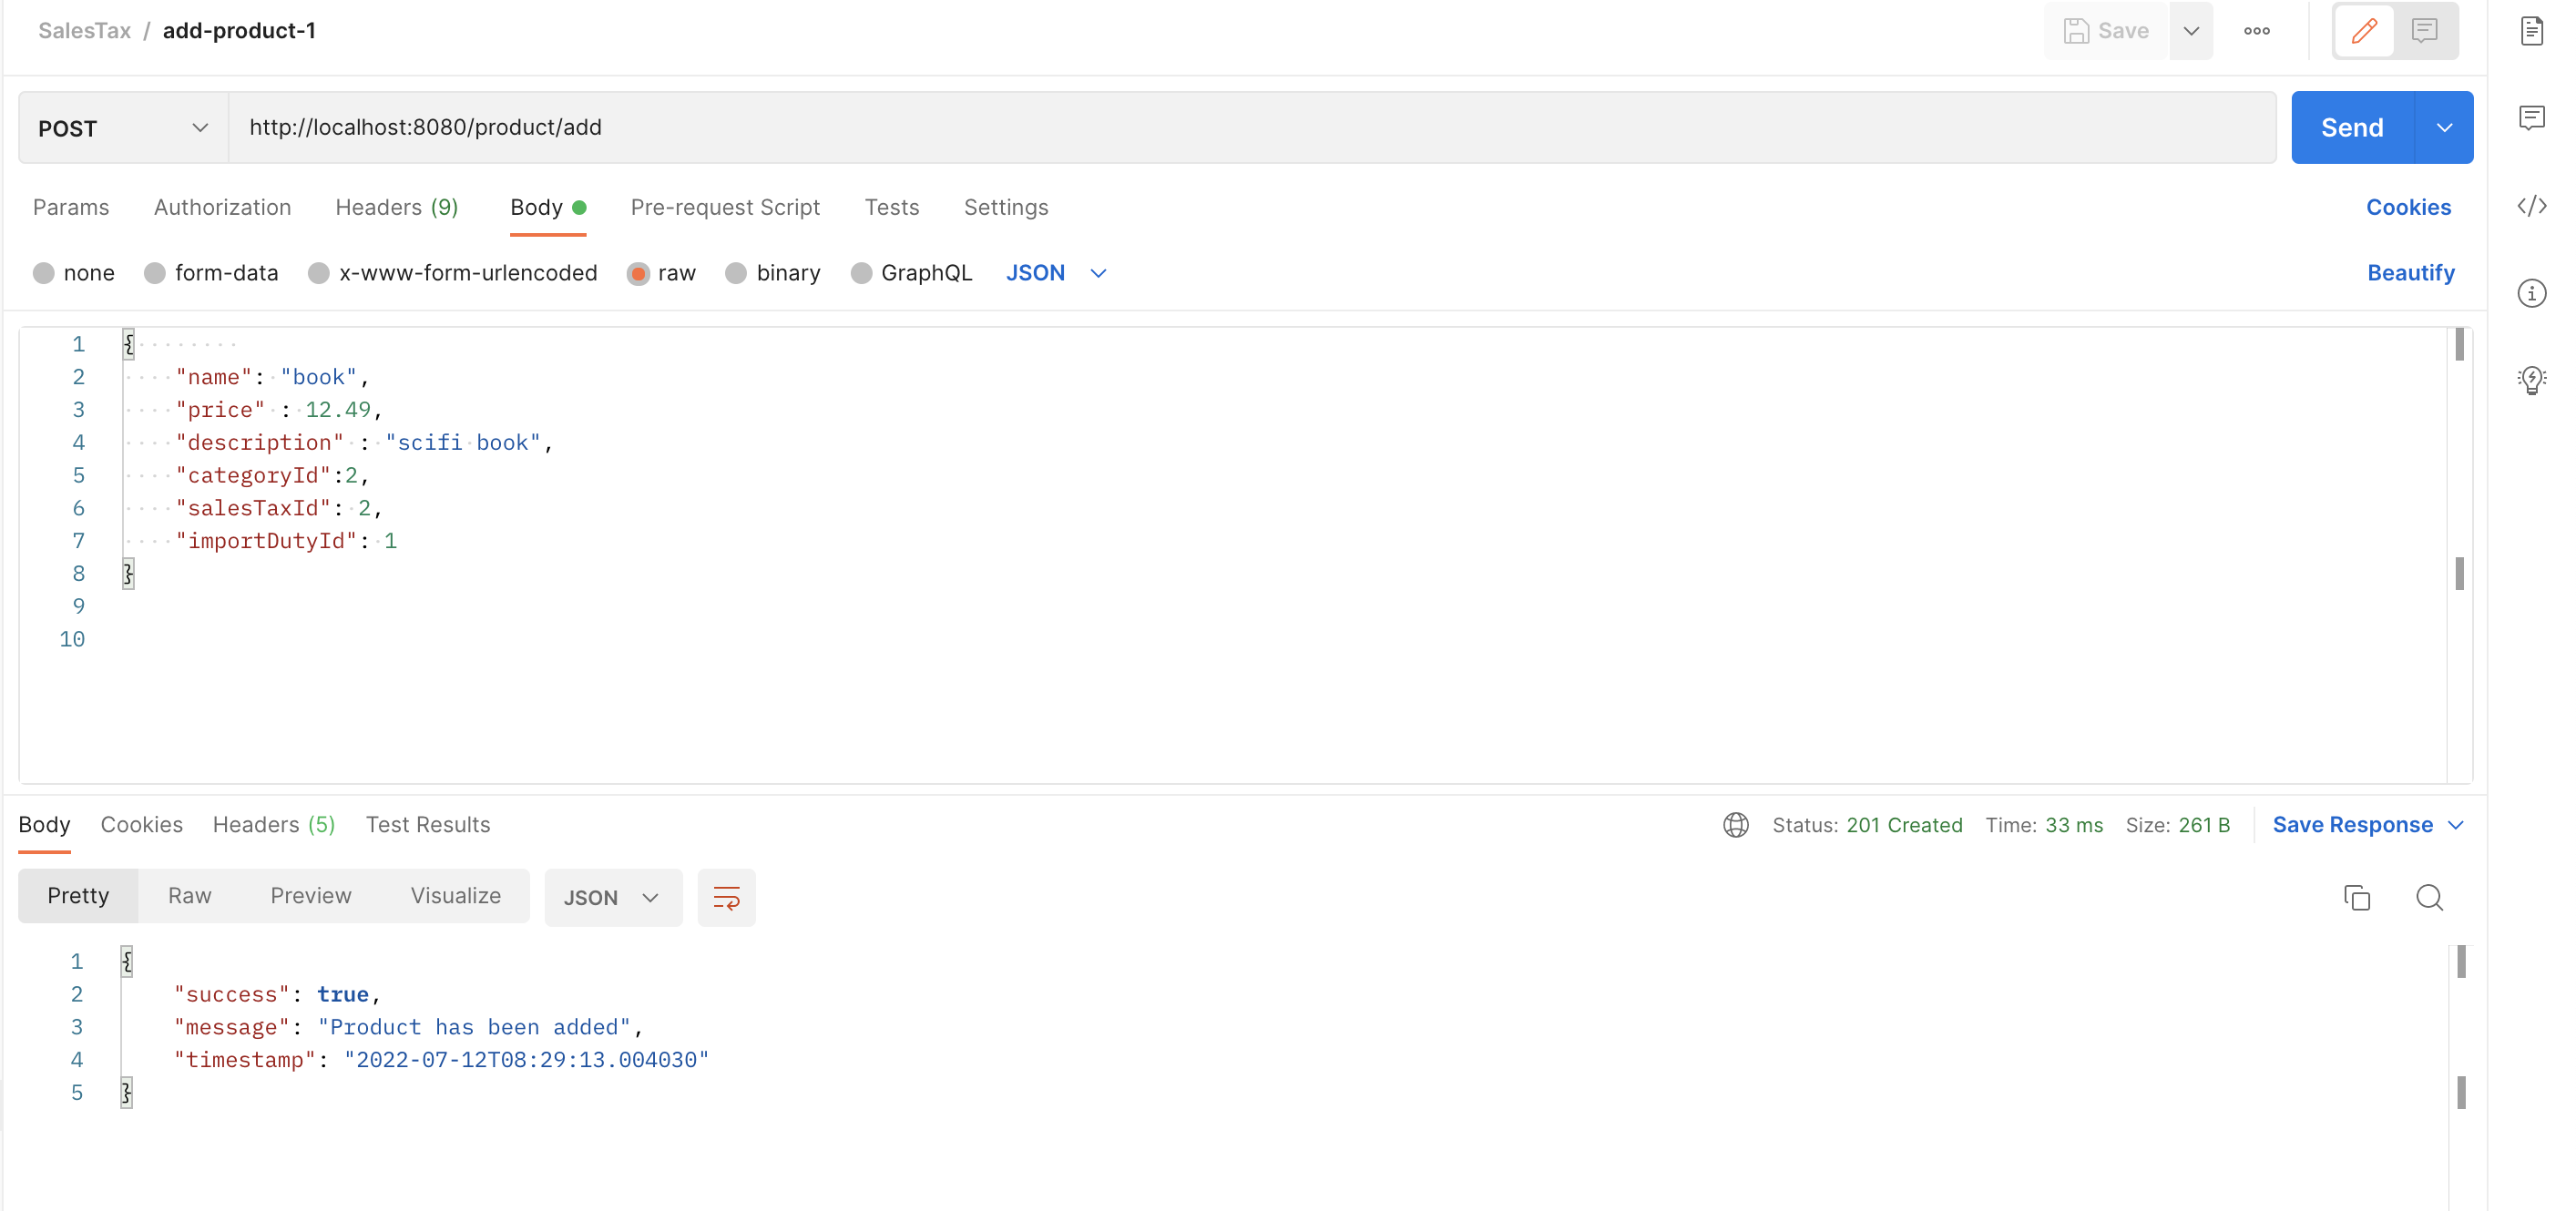 SalesTax / add-product-1
Save
POST http://localhost:8080/product/add Send
Params Authorization Headers (9) Body Pre-request Script Tests Settings Cookies
none form-data x-www-form-urlencoded raw binary GraphQL JSON Beautify
1 {
2 "name": "book",
3 "price" : 12.49,
4 "description" : "scifi book",
5 "categoryId":2,
6 "salesTaxId": 2,
7 "importDutyId": 1
8 }
9
10
Body Cookies Headers (5) Test Results Status: 201 Created Time: 33 ms Size: 261 B Save Response
Pretty Raw Preview Visualize JSON
1 {
2 "success": true,
3 "message": "Product has been added",
4 "timestamp": "2022-07-12T08:29:13.004030"
5 }